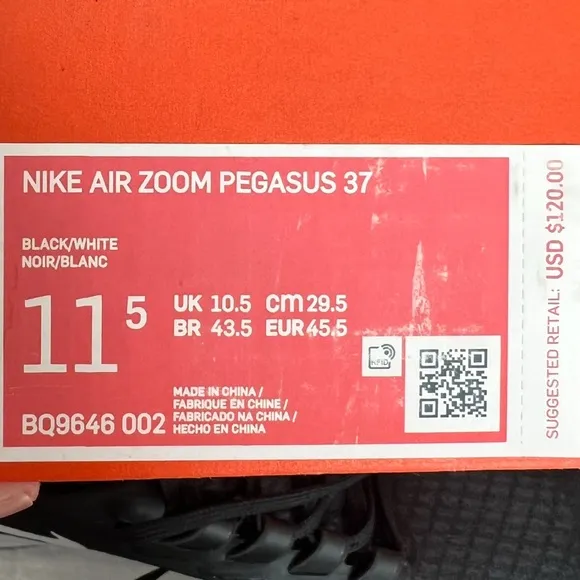 NIKE AIR ZOOM PEGASUS 37
BLACK/WHITE
NOIR/BLANC
11 5
UK 10.5 CM 29.5
BR 43.5 EUR 45.5
RFID
BQ9646 002
MADE IN CHINA /
FABRIQUE EN CHINE /
FABRICADO NA CHINA /
HECHO EN CHINA
SUGGESTED RETAIL: USD $120.00